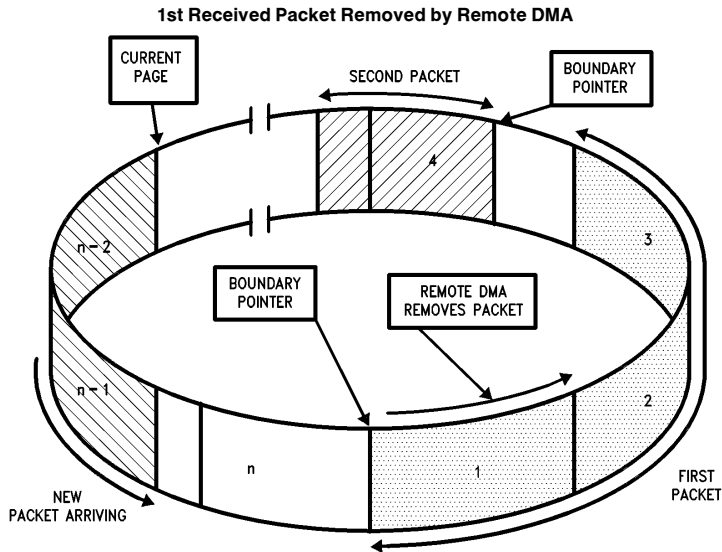 1st Received Packet Removed by Remote DMA
CURRENT
PAGE
SECOND PACKET
BOUNDARY
POINTER
4
n-2
3
BOUNDARY
POINTER
REMOTE DMA
REMOVES PACKET
n-1
2
n
1
NEW
PACKET ARRIVING
FIRST
PACKET